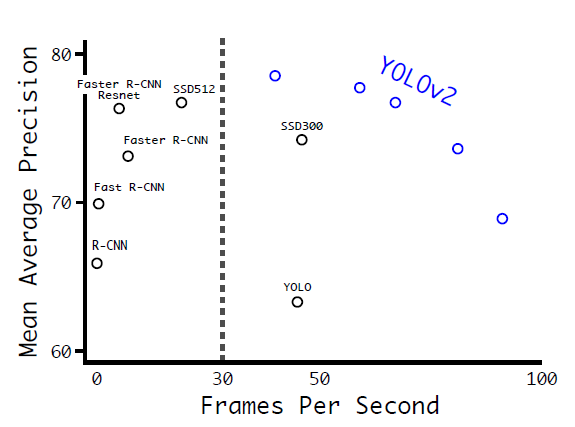 80
Faster R-CNN
Resnet
SSD512
YOLOv2
SSD300
Faster R-CNN
Fast R-CNN
70
R-CNN
YOLO
60
0
30
50
100
Frames Per Second
Mean Average Precision